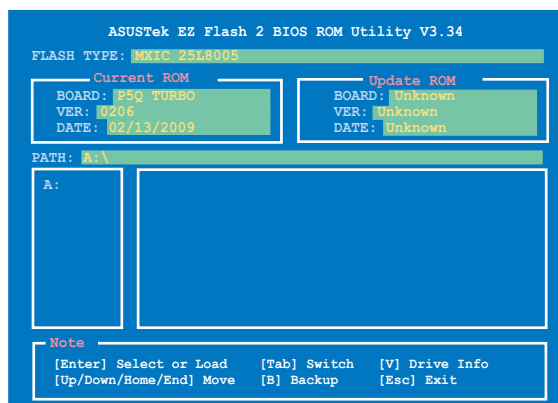 ASUSTek EZ Flash 2 BIOS ROM Utility V3.34
FLASH TYPE: MXIC 25L8005
Current ROM
BOARD: P5Q TURBO
VER: 0206
DATE: 02/13/2009
Update ROM
BOARD: Unknown
VER: Unknown
DATE: Unknown
PATH: A:\
A:
Note
[Enter] Select or Load [Tab] Switch [V] Drive Info
[Up/Down/Home/End] Move [B] Backup [Esc] Exit